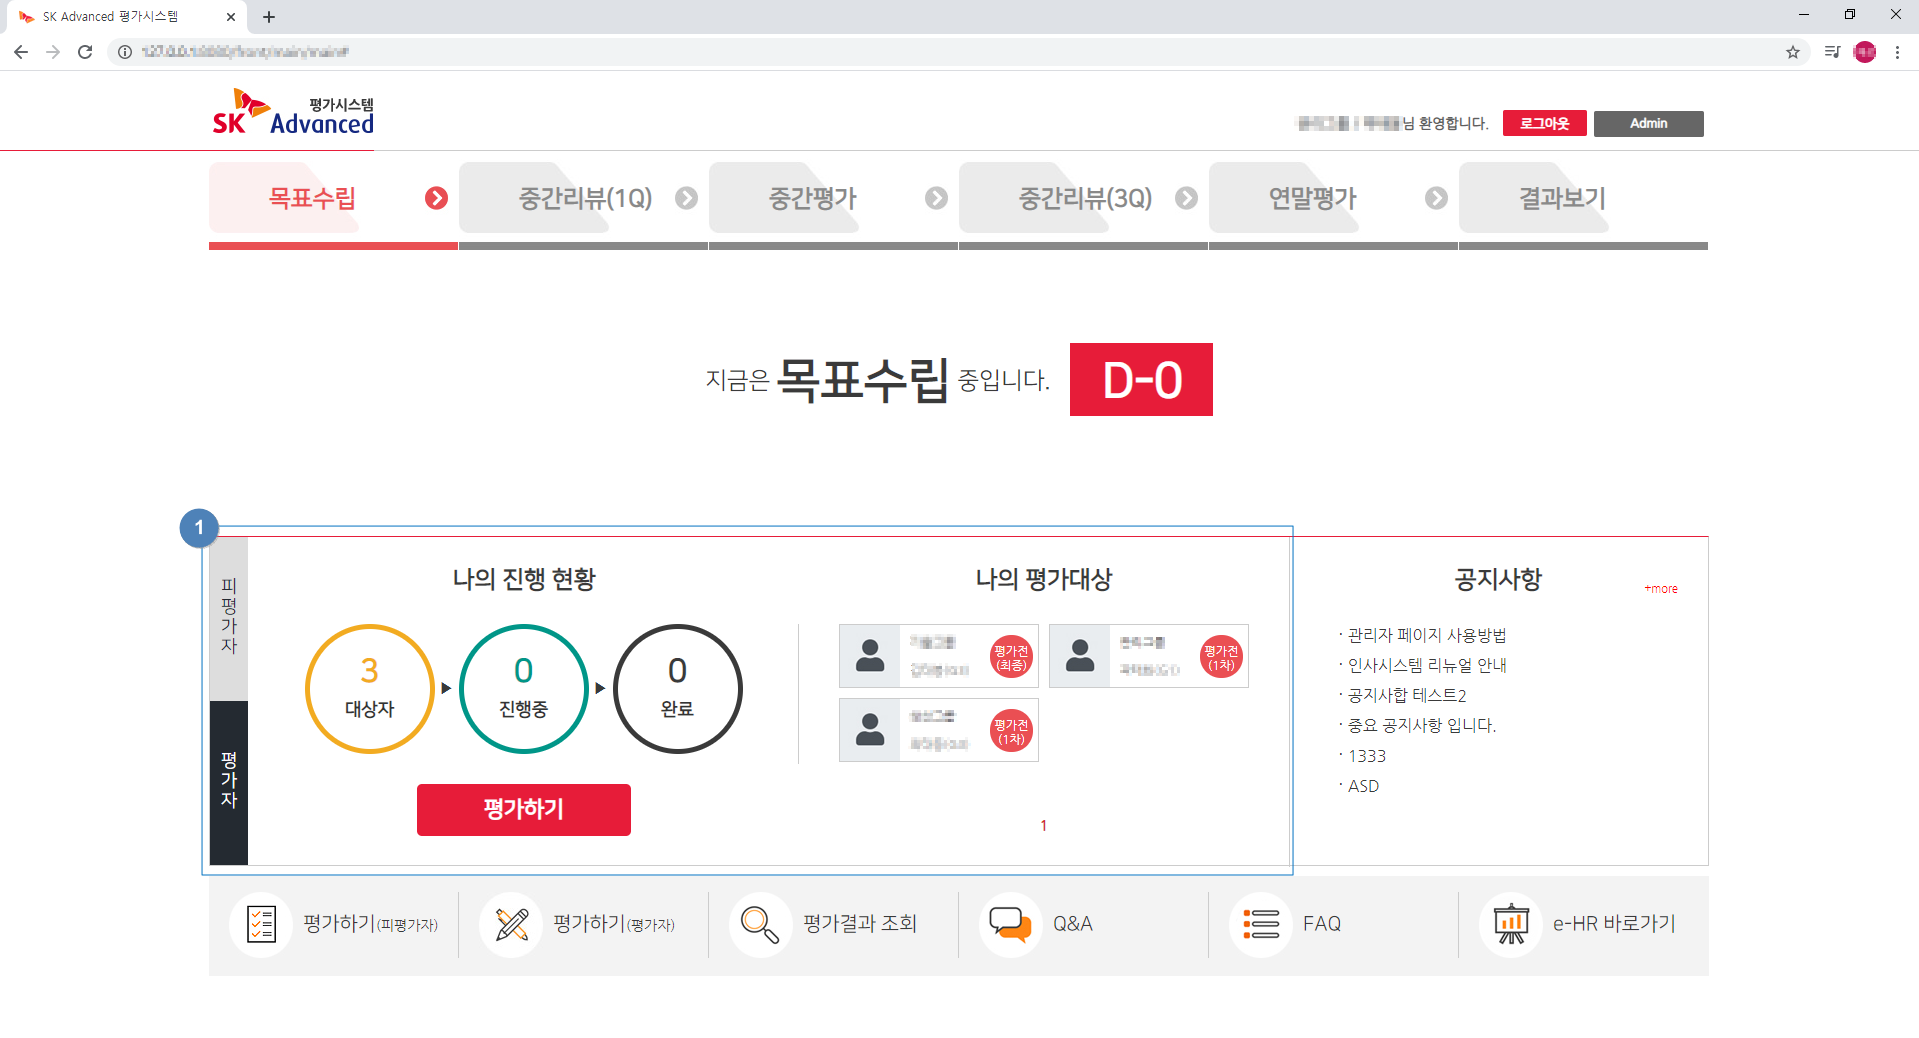 SK Advanced 평가시스템
평가시스템
SK Advanced
님 환영합니다.
로그아웃
Admin
목표수립
중간리뷰(1Q)
중간평가
중간리뷰(3Q)
연말평가
결과보기
지금은 목표수립 중입니다.
D-0
1
피평가자
평가자
나의 진행 현황
3
대상자
0
진행중
0
완료
평가하기
나의 평가대상
평가전
(최종)
평가전
(1차)
평가전
(1차)
1
공지사항
+more
· 관리자 페이지 사용방법
· 인사시스템 리뉴얼 안내
· 공지사합 테스트2
· 중요 공지사항 입니다.
· 1333
· ASD
평가하기(피평가자)
평가하기(평가자)
평가결과 조회
Q&A
FAQ
e-HR 바로가기